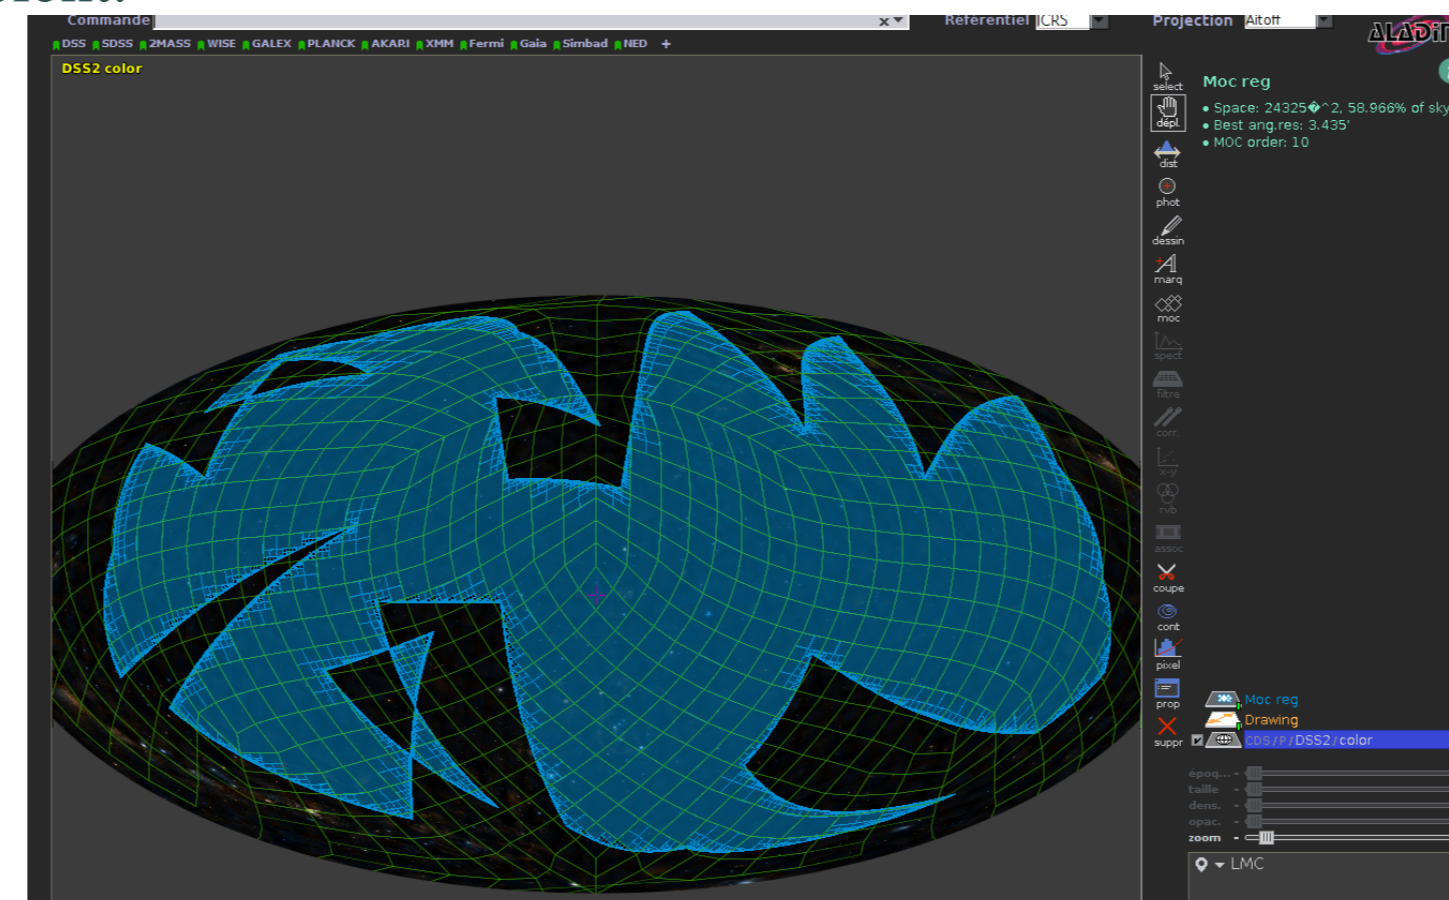 Commande x Référentiel ICRS Projection Aitoff
DSS SDSS 2MASS WISE GALEX PLANCK AKARI XMM Fermi Gaia Simbad NED +
DSS2 color
select
dépl.
dist
phot
dessin
marq
moc
spect
filtre
corr.
x-y
rvb
assoc
coupe
cont
pixel
prop
suppr
Moc reg
• Space: 24325�^2, 58.966% of sky
• Best ang.res: 3.435'
• MOC order: 10
Moc reg
Drawing
CDS/P/DSS2/color
époq... -
taille -
dens. -
opac. -
zoom -
LMC